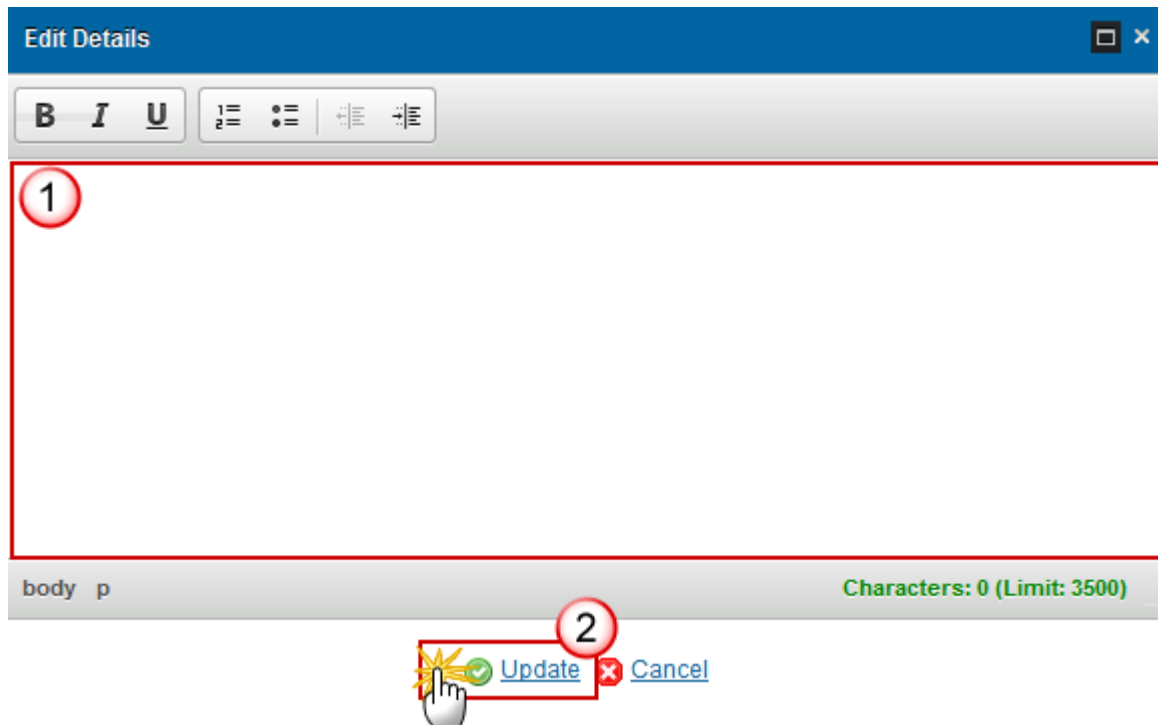 Edit Details
B I U
1
body p Characters: 0 (Limit: 3500)
2
Update Cancel